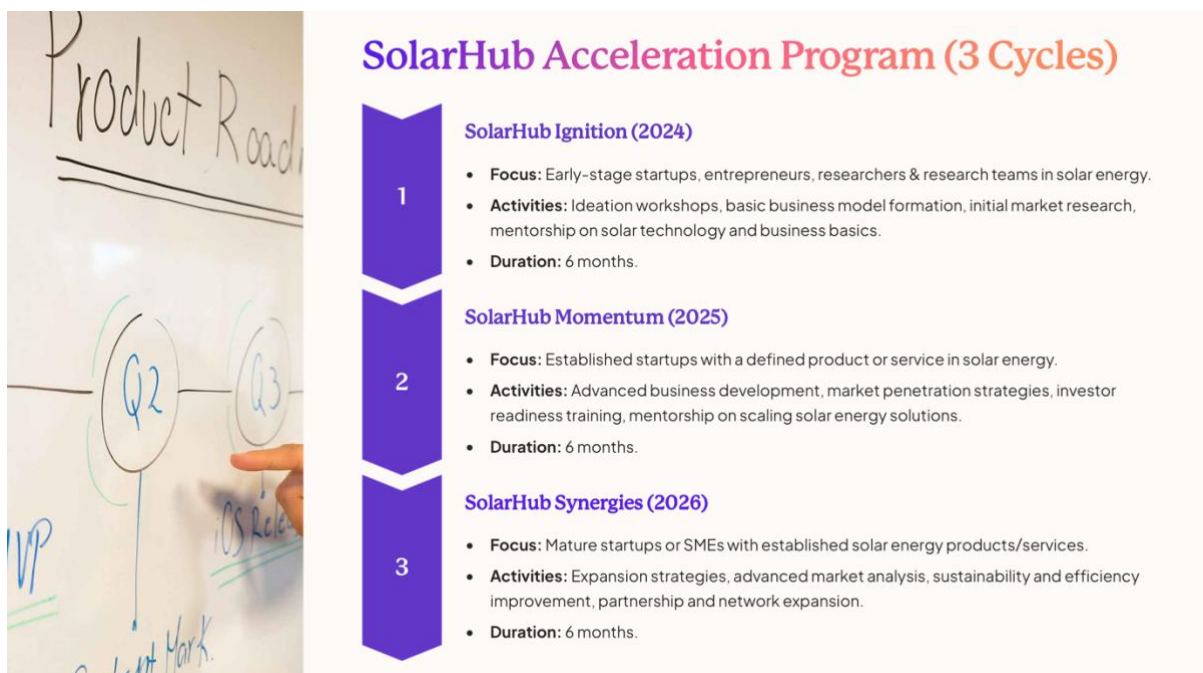 Product Road
Q2
Q3
iOS Relea
SolarHub Acceleration Program (3 Cycles)
1
SolarHub Ignition (2024)
• Focus: Early-stage startups, entrepreneurs, researchers & research teams in solar energy.
• Activities: Ideation workshops, basic business model formation, initial market research,
mentorship on solar technology and business basics.
• Duration: 6 months.
2
SolarHub Momentum (2025)
• Focus: Established startups with a defined product or service in solar energy.
• Activities: Advanced business development, market penetration strategies, investor
readiness training, mentorship on scaling solar energy solutions.
• Duration: 6 months.
3
SolarHub Synergies (2026)
• Focus: Mature startups or SMEs with established solar energy products/services.
• Activities: Expansion strategies, advanced market analysis, sustainability and efficiency
improvement, partnership and network expansion.
• Duration: 6 months.